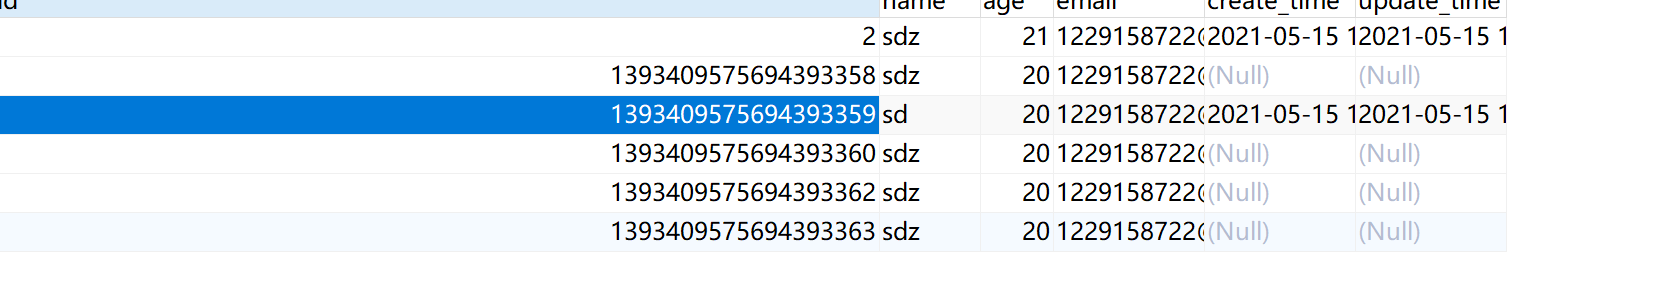 id name age email create_time update_time
2 sdz 21 1229158722@ 2021-05-15 1 2021-05-15 1
1393409575694393358 sdz 20 1229158722@ (Null) (Null)
1393409575694393359 sd 20 1229158722@ 2021-05-15 1 2021-05-15 1
1393409575694393360 sdz 20 1229158722@ (Null) (Null)
1393409575694393362 sdz 20 1229158722@ (Null) (Null)
1393409575694393363 sdz 20 1229158722@ (Null) (Null)